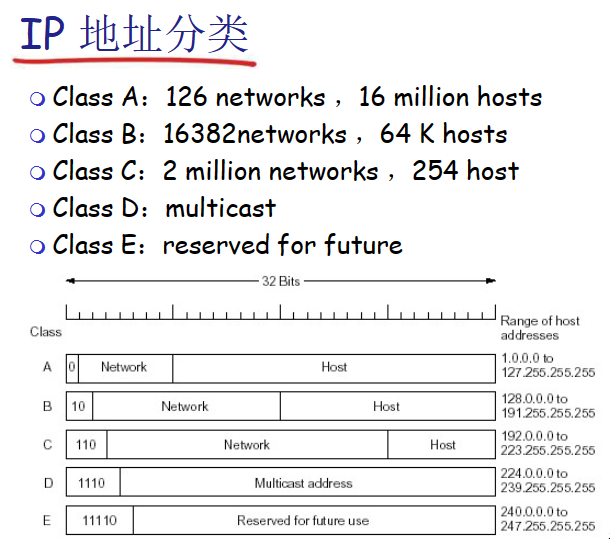 IP 地址分类
Class A：126 networks ，16 million hosts
Class B：16382networks ，64 K hosts
Class C：2 million networks ，254 host
Class D：multicast
Class E：reserved for future
32 Bits
Class
Range of host
addresses
A 0 Network Host 1.0.0.0 to
127.255.255.255
B 10 Network Host 128.0.0.0 to
191.255.255.255
C 110 Network Host 192.0.0.0 to
223.255.255.255
D 1110 Multicast address 224.0.0.0 to
239.255.255.255
E 11110 Reserved for future use 240.0.0.0 to
247.255.255.255